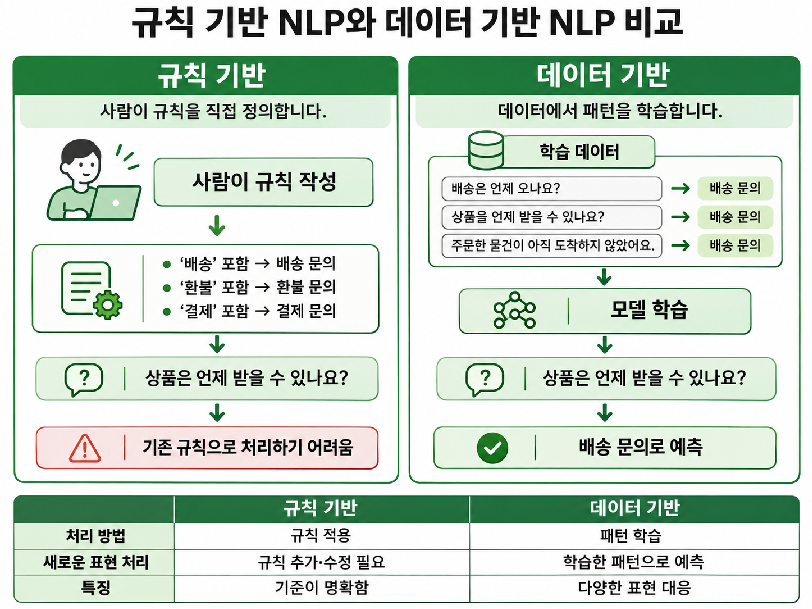 규칙 기반 NLP와 데이터 기반 NLP 비교
규칙 기반
사람이 규칙을 직접 정의합니다.
사람이 규칙 작성
• '배송' 포함 → 배송 문의
• '환불' 포함 → 환불 문의
• '결제' 포함 → 결제 문의
?
상품은 언제 받을 수 있나요?
기존 규칙으로 처리하기 어려움
데이터 기반
데이터에서 패턴을 학습합니다.
학습 데이터
배송은 언제 오나요? → 배송 문의
상품을 언제 받을 수 있나요? → 배송 문의
주문한 물건이 아직 도착하지 않았어요. → 배송 문의
모델 학습
?
상품은 언제 받을 수 있나요?
배송 문의로 예측
규칙 기반 데이터 기반
처리 방법 규칙 적용 패턴 학습
새로운 표현 처리 규칙 추가·수정 필요 학습한 패턴으로 예측
특징 기준이 명확함 다양한 표현 대응